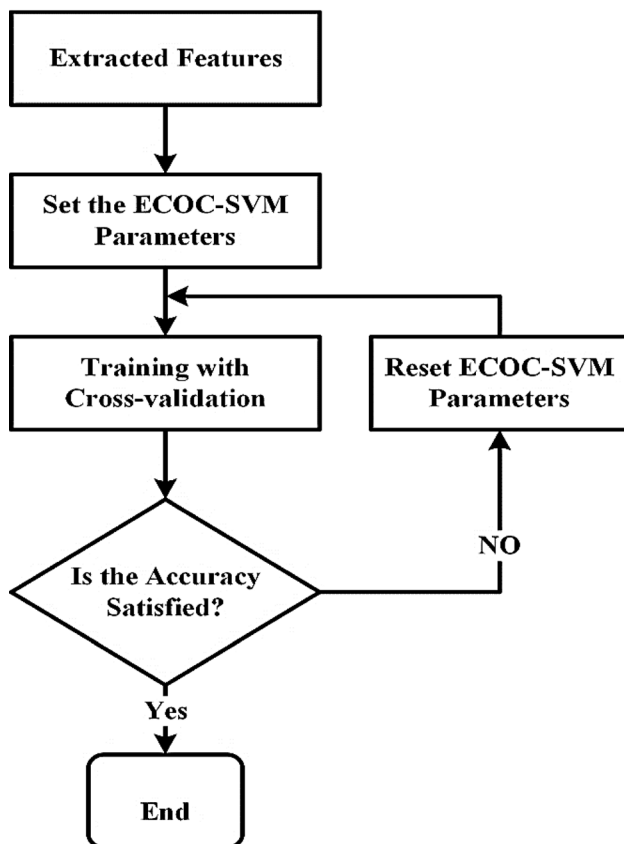 Extracted Features
Set the ECOC-SVM
Parameters
Training with
Cross-validation
Reset ECOC-SVM
Parameters
Is the Accuracy
Satisfied?
NO
Yes
End